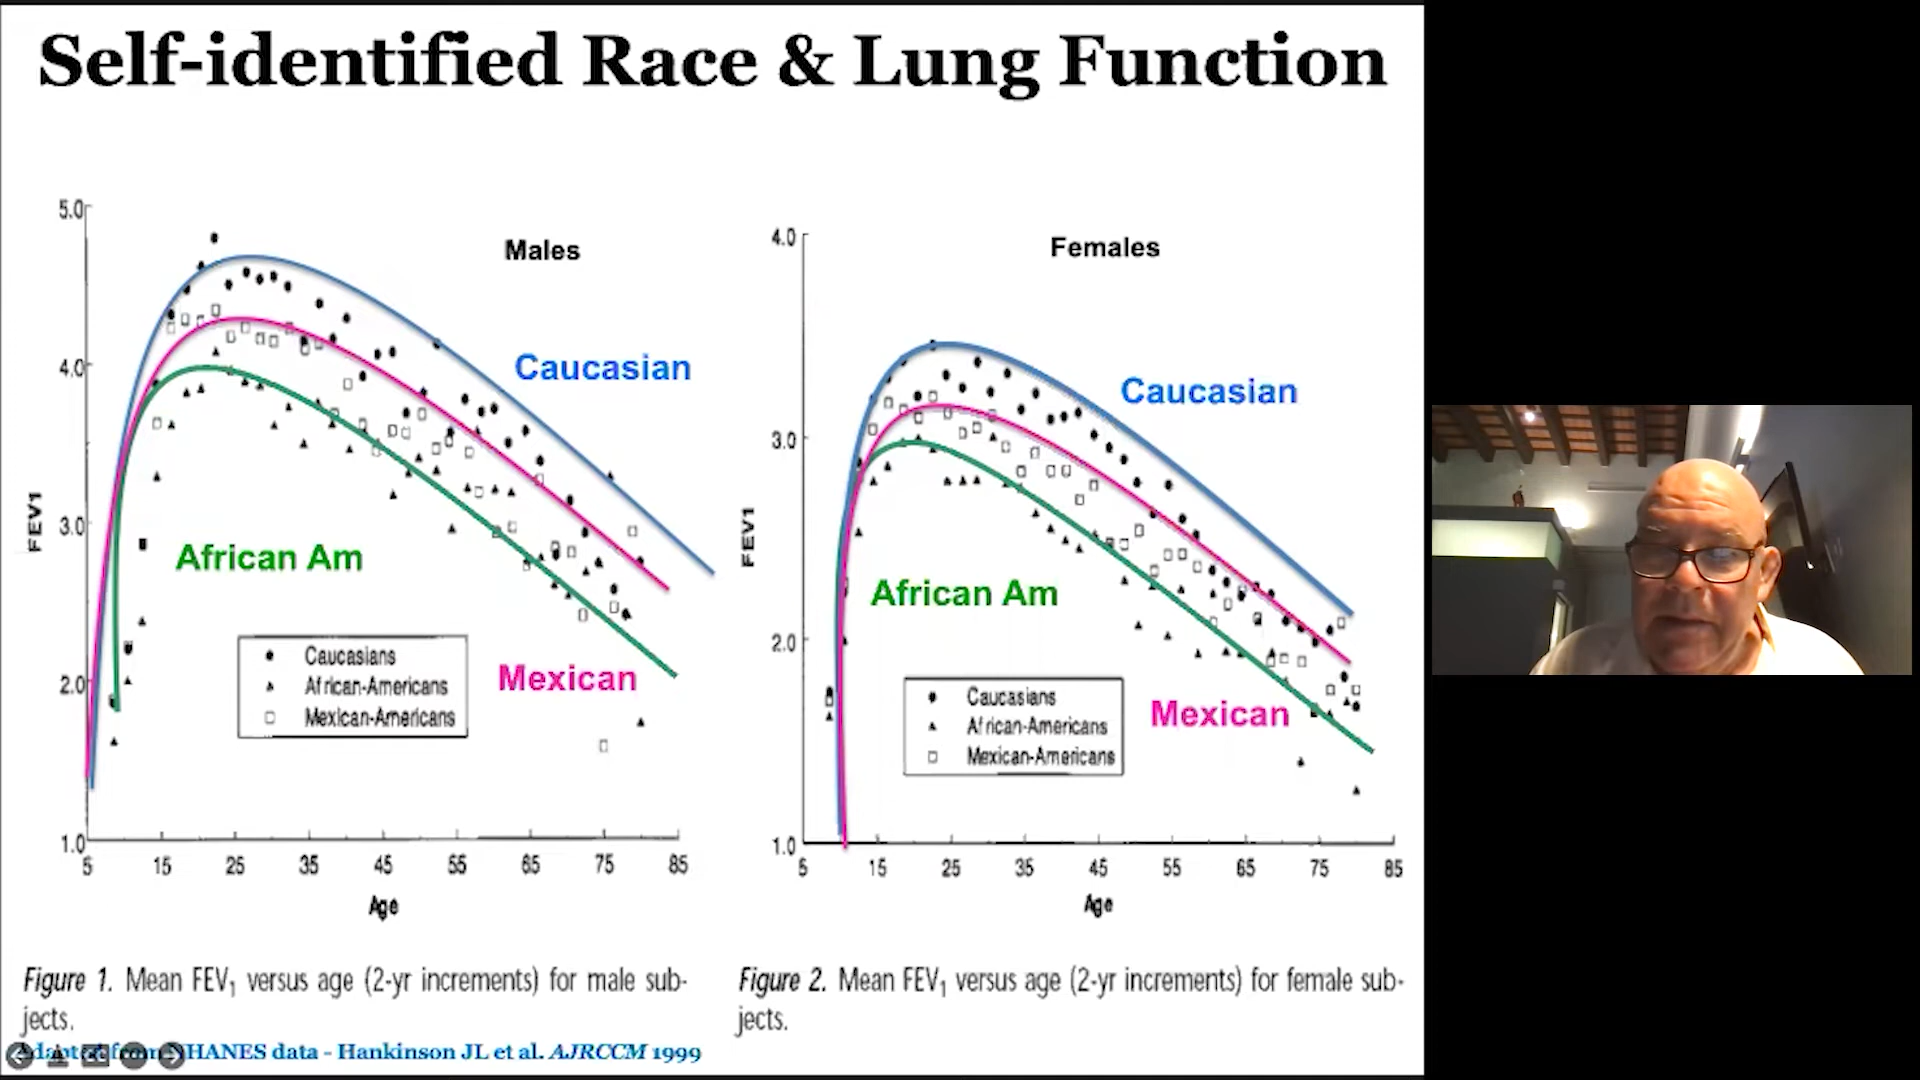 Self-identified Race & Lung Function
5.0
4.0
3.0
2.0
1.0
FEV1
Males
Caucasian
African Am
Mexican
Caucasians
African-Americans
Mexican-Americans
5 15 25 35 45 55 65 75 85
Age
4.0
3.0
2.0
1.0
FEV1
Females
Caucasian
African Am
Mexican
Caucasians
African-Americans
Mexican-Americans
5 15 25 35 45 55 65 75 85
Age
Figure 1. Mean FEV₁ versus age (2-yr increments) for male sub-
jects.
Figure 2. Mean FEV₁ versus age (2-yr increments) for female sub-
jects.
Adapted from NHANES data - Hankinson JL et al. AJRCCM 1999